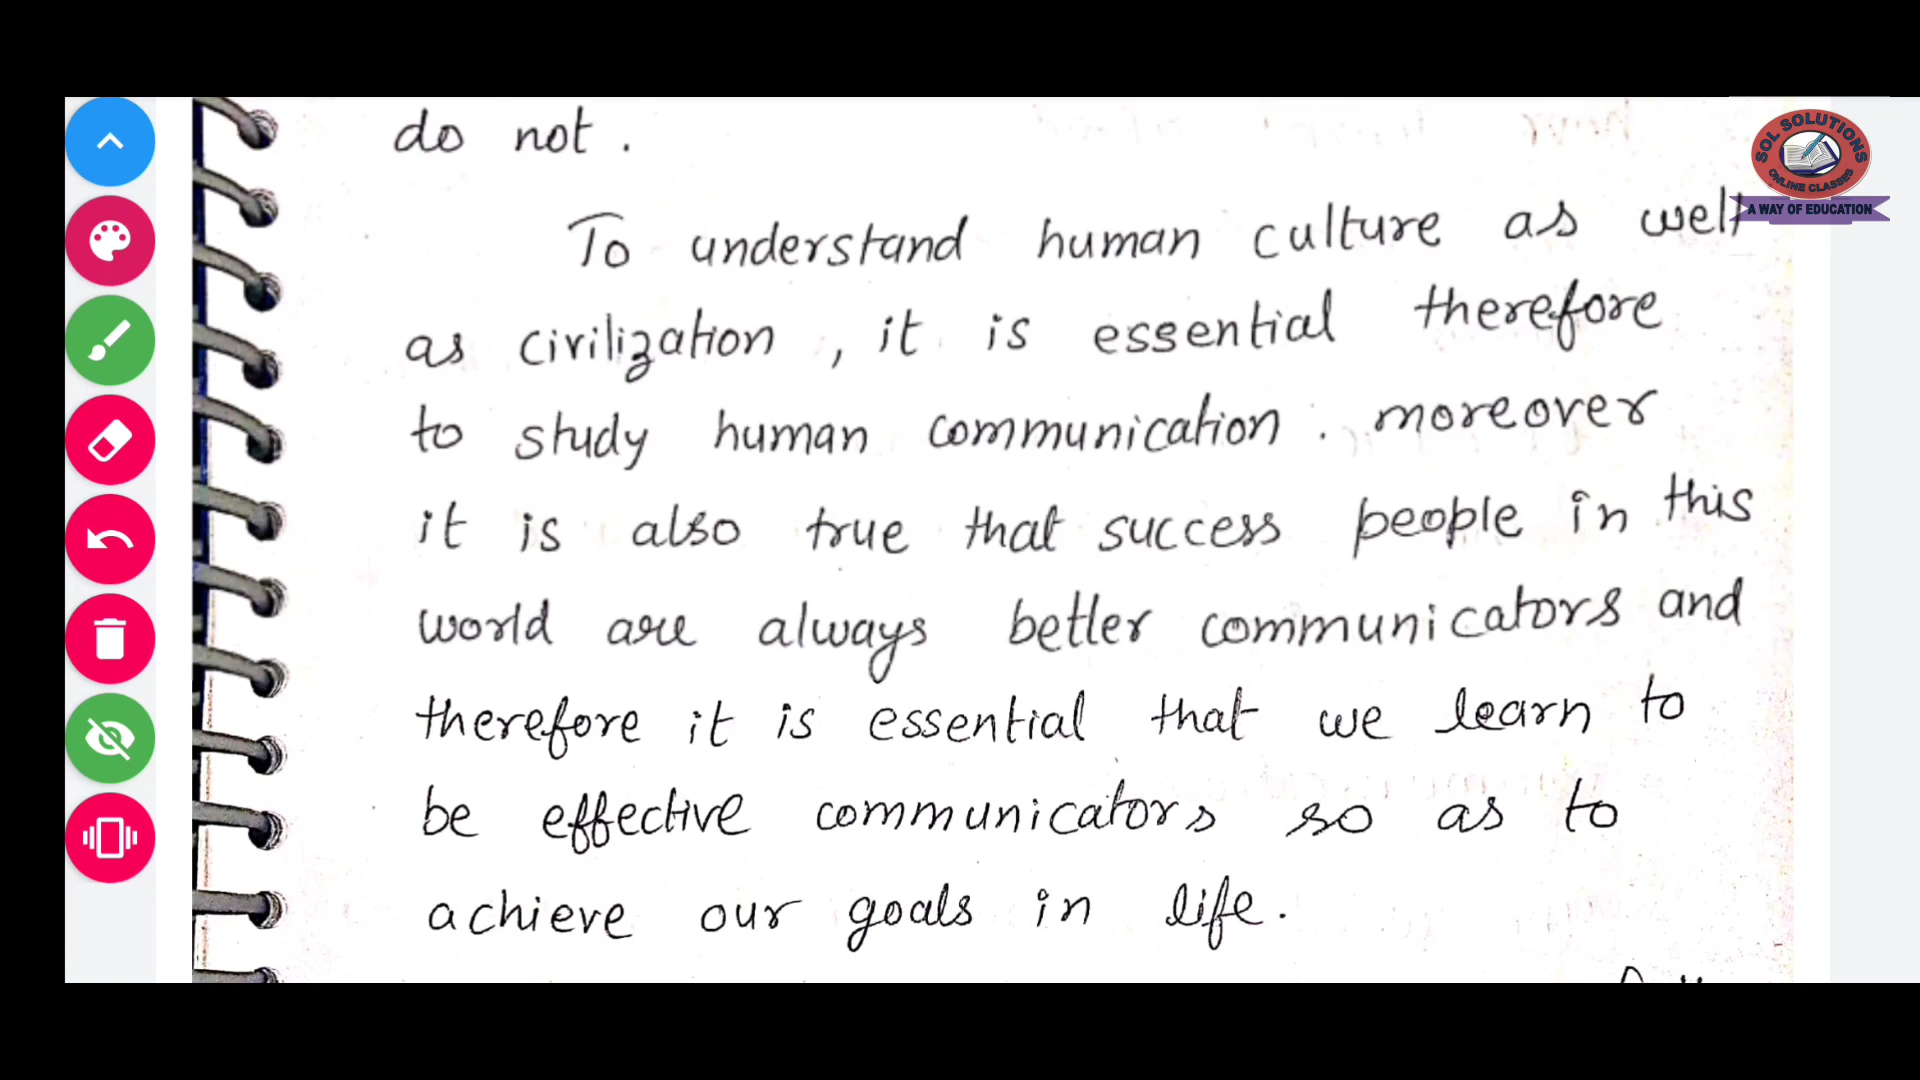 do not.
To understand human culture as well
as civilization, it is essential therefore
to study human communication. moreover
it is also true that success people in this
world are always better communicators and
therefore it is essential that we learn to
be effective communicators so as to
achieve our goals in life.
SOL SOLUTIONS
ONLINE CLASSES
A WAY OF EDUCATION